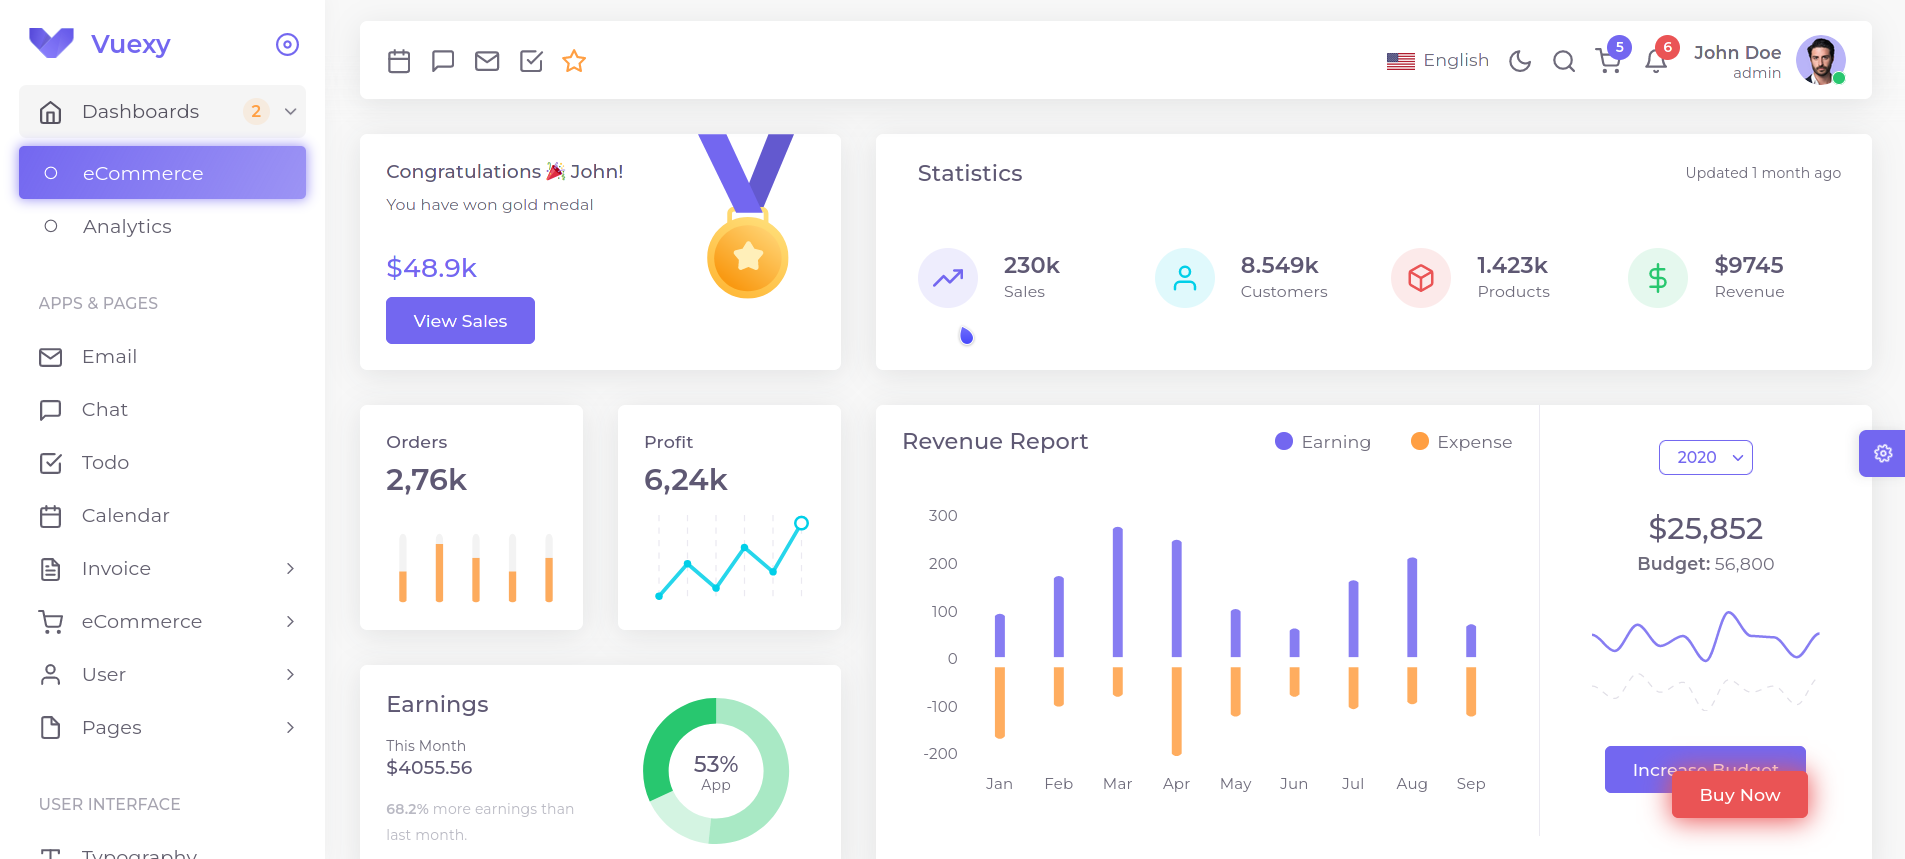 Vuexy
Dashboards 2
eCommerce
Analytics
APPS & PAGES
Email
Chat
Todo
Calendar
Invoice
eCommerce
User
Pages
USER INTERFACE
Typography
English
5
6
John Doe
admin
Congratulations 🎉 John!
You have won gold medal
$48.9k
View Sales
Statistics
Updated 1 month ago
230k
Sales
8.549k
Customers
1.423k
Products
$9745
Revenue
Orders
2,76k
Profit
6,24k
Earnings
This Month
$4055.56
68.2% more earnings than
last month.
53%
App
Revenue Report
Earning
Expense
300
200
100
0
-100
-200
Jan Feb Mar Apr May Jun Jul Aug Sep
2020
$25,852
Budget: 56,800
Increase Budget
Buy Now